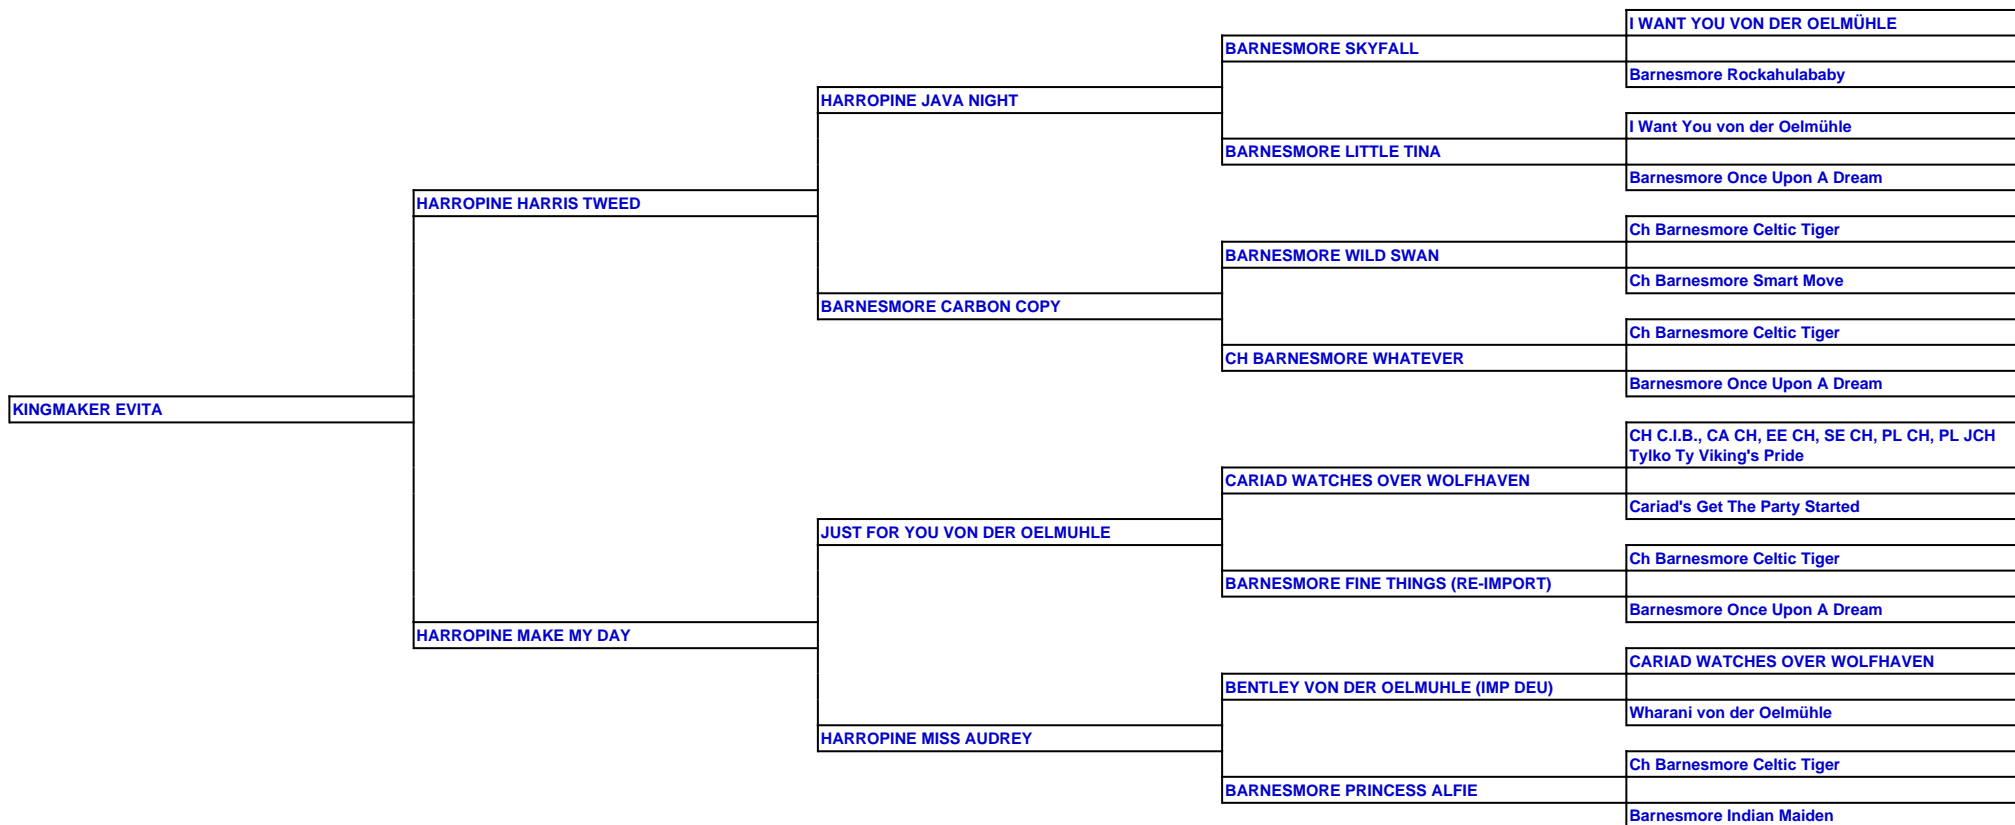 I WANT YOU VON DER OELMÜHLE
BARNESMORE SKYFALL
Barnesmore Rockahulababy
HARROPINE JAVA NIGHT
I Want You von der Oelmühle
BARNESMORE LITTLE TINA
Barnesmore Once Upon A Dream
HARROPINE HARRIS TWEED
Ch Barnesmore Celtic Tiger
BARNESMORE WILD SWAN
Ch Barnesmore Smart Move
BARNESMORE CARBON COPY
Ch Barnesmore Celtic Tiger
CH BARNESMORE WHATEVER
Barnesmore Once Upon A Dream
KINGMAKER EVITA
CH C.I.B., CA CH, EE CH, SE CH, PL CH, PL JCH
Tylko Ty Viking's Pride
CARIAD WATCHES OVER WOLFHAVEN
Cariad's Get The Party Started
JUST FOR YOU VON DER OELMUHLE
Ch Barnesmore Celtic Tiger
BARNESMORE FINE THINGS (RE-IMPORT)
Barnesmore Once Upon A Dream
HARROPINE MAKE MY DAY
CARIAD WATCHES OVER WOLFHAVEN
BENTLEY VON DER OELMUHLE (IMP DEU)
Wharani von der Oelmühle
HARROPINE MISS AUDREY
Ch Barnesmore Celtic Tiger
BARNESMORE PRINCESS ALFIE
Barnesmore Indian Maiden